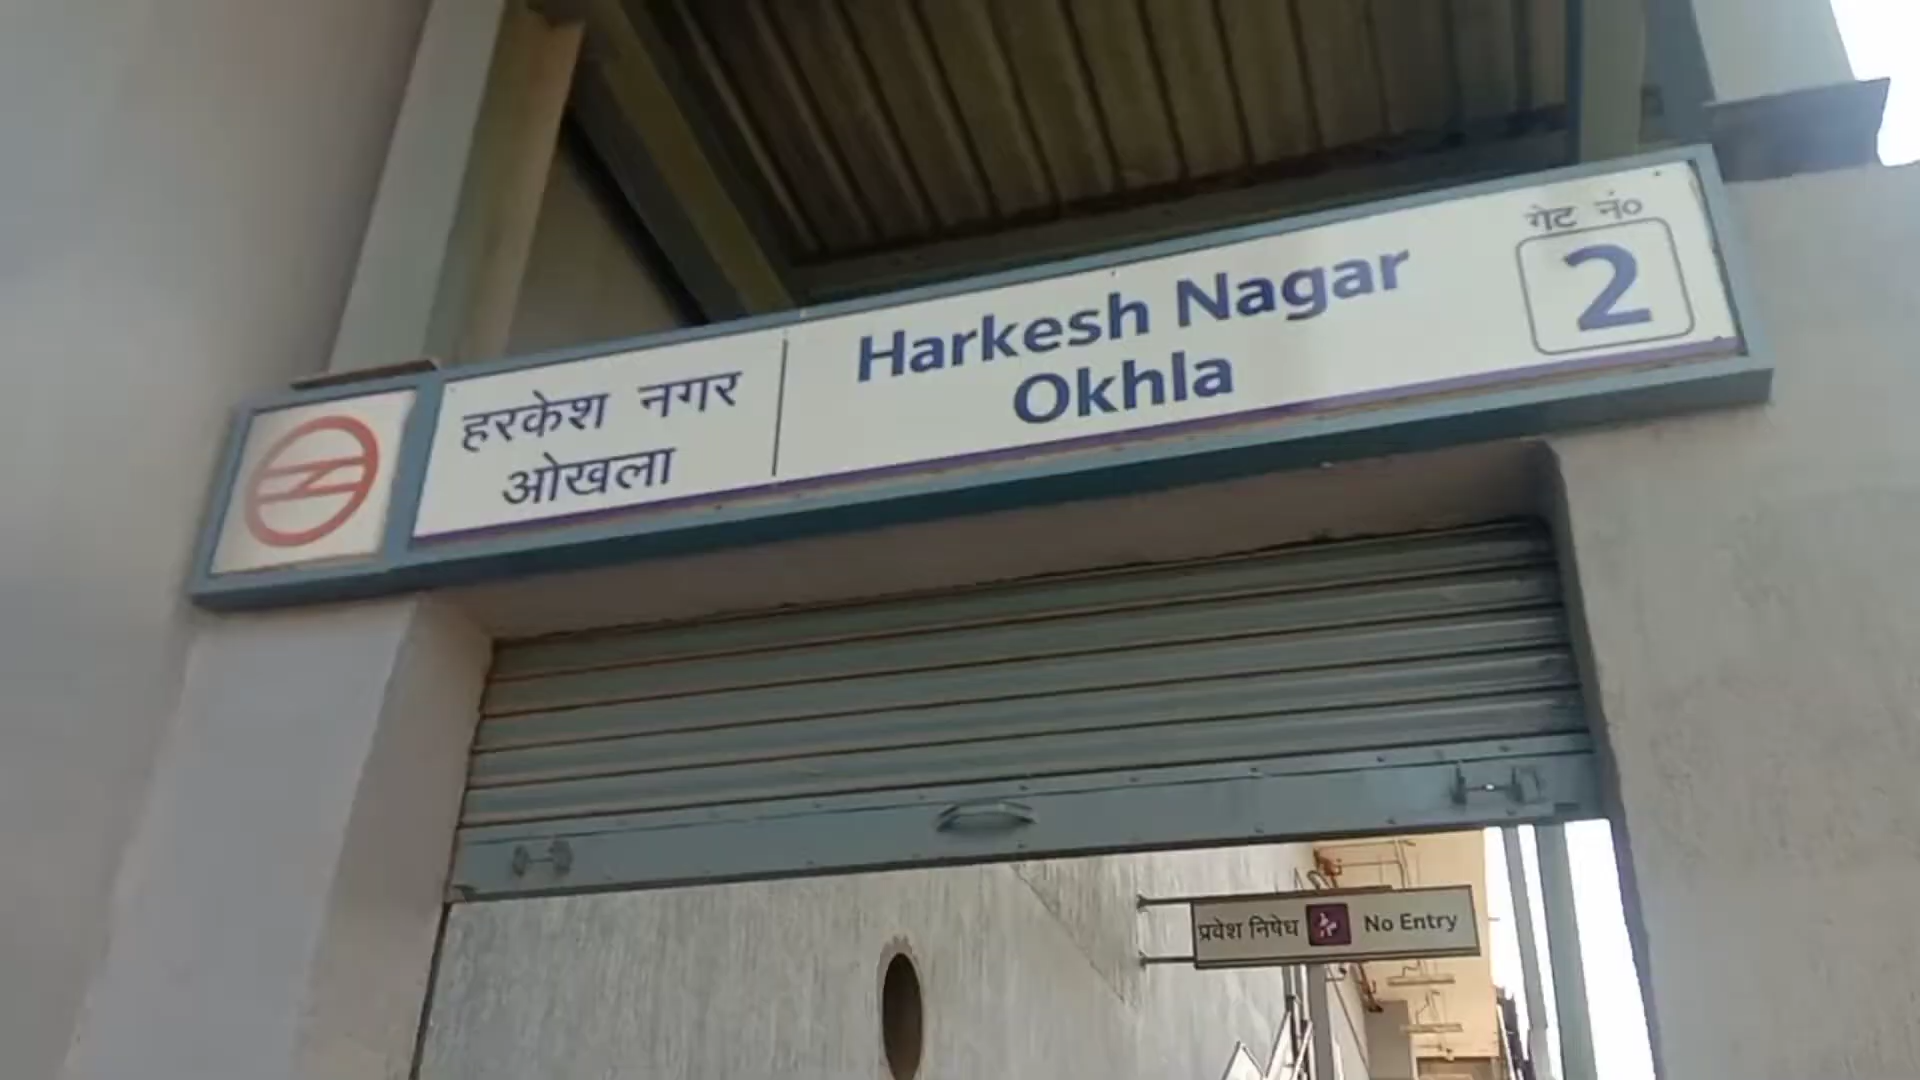 हरकेश नगर
ओखला
Harkesh Nagar
Okhla
गेट नं०
2
प्रवेश निषेध No Entry